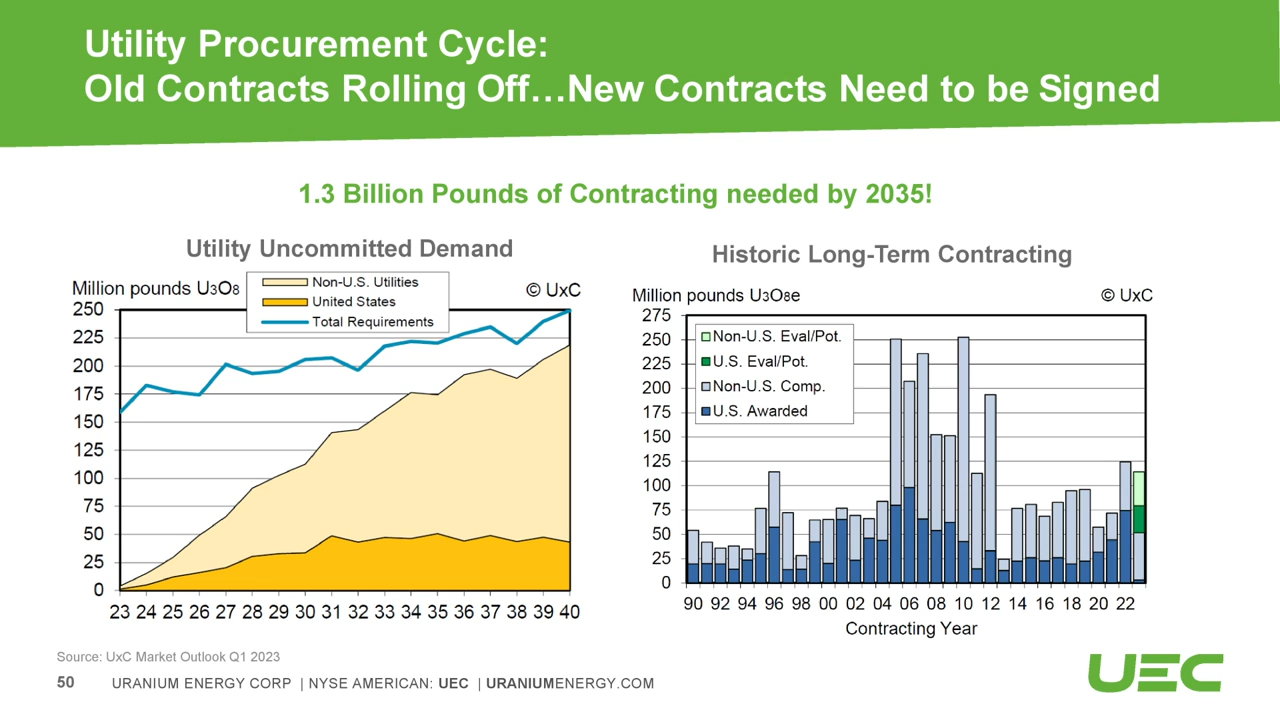 Utility Procurement Cycle:
Old Contracts Rolling Off…New Contracts Need to be Signed
1.3 Billion Pounds of Contracting needed by 2035!
Utility Uncommitted Demand
Million pounds U3O8
© UxC
Non-U.S. Utilities
United States
Total Requirements
250
225
200
175
150
125
100
75
50
25
0
23 24 25 26 27 28 29 30 31 32 33 34 35 36 37 38 39 40
Historic Long-Term Contracting
Million pounds U3O8e
© UxC
Non-U.S. Eval/Pot.
U.S. Eval/Pot.
Non-U.S. Comp.
U.S. Awarded
275
250
225
200
175
150
125
100
75
50
25
0
90 92 94 96 98 00 02 04 06 08 10 12 14 16 18 20 22
Contracting Year
Source: UxC Market Outlook Q1 2023
50 URANIUM ENERGY CORP | NYSE AMERICAN: UEC | URANIUMENERGY.COM
UEC